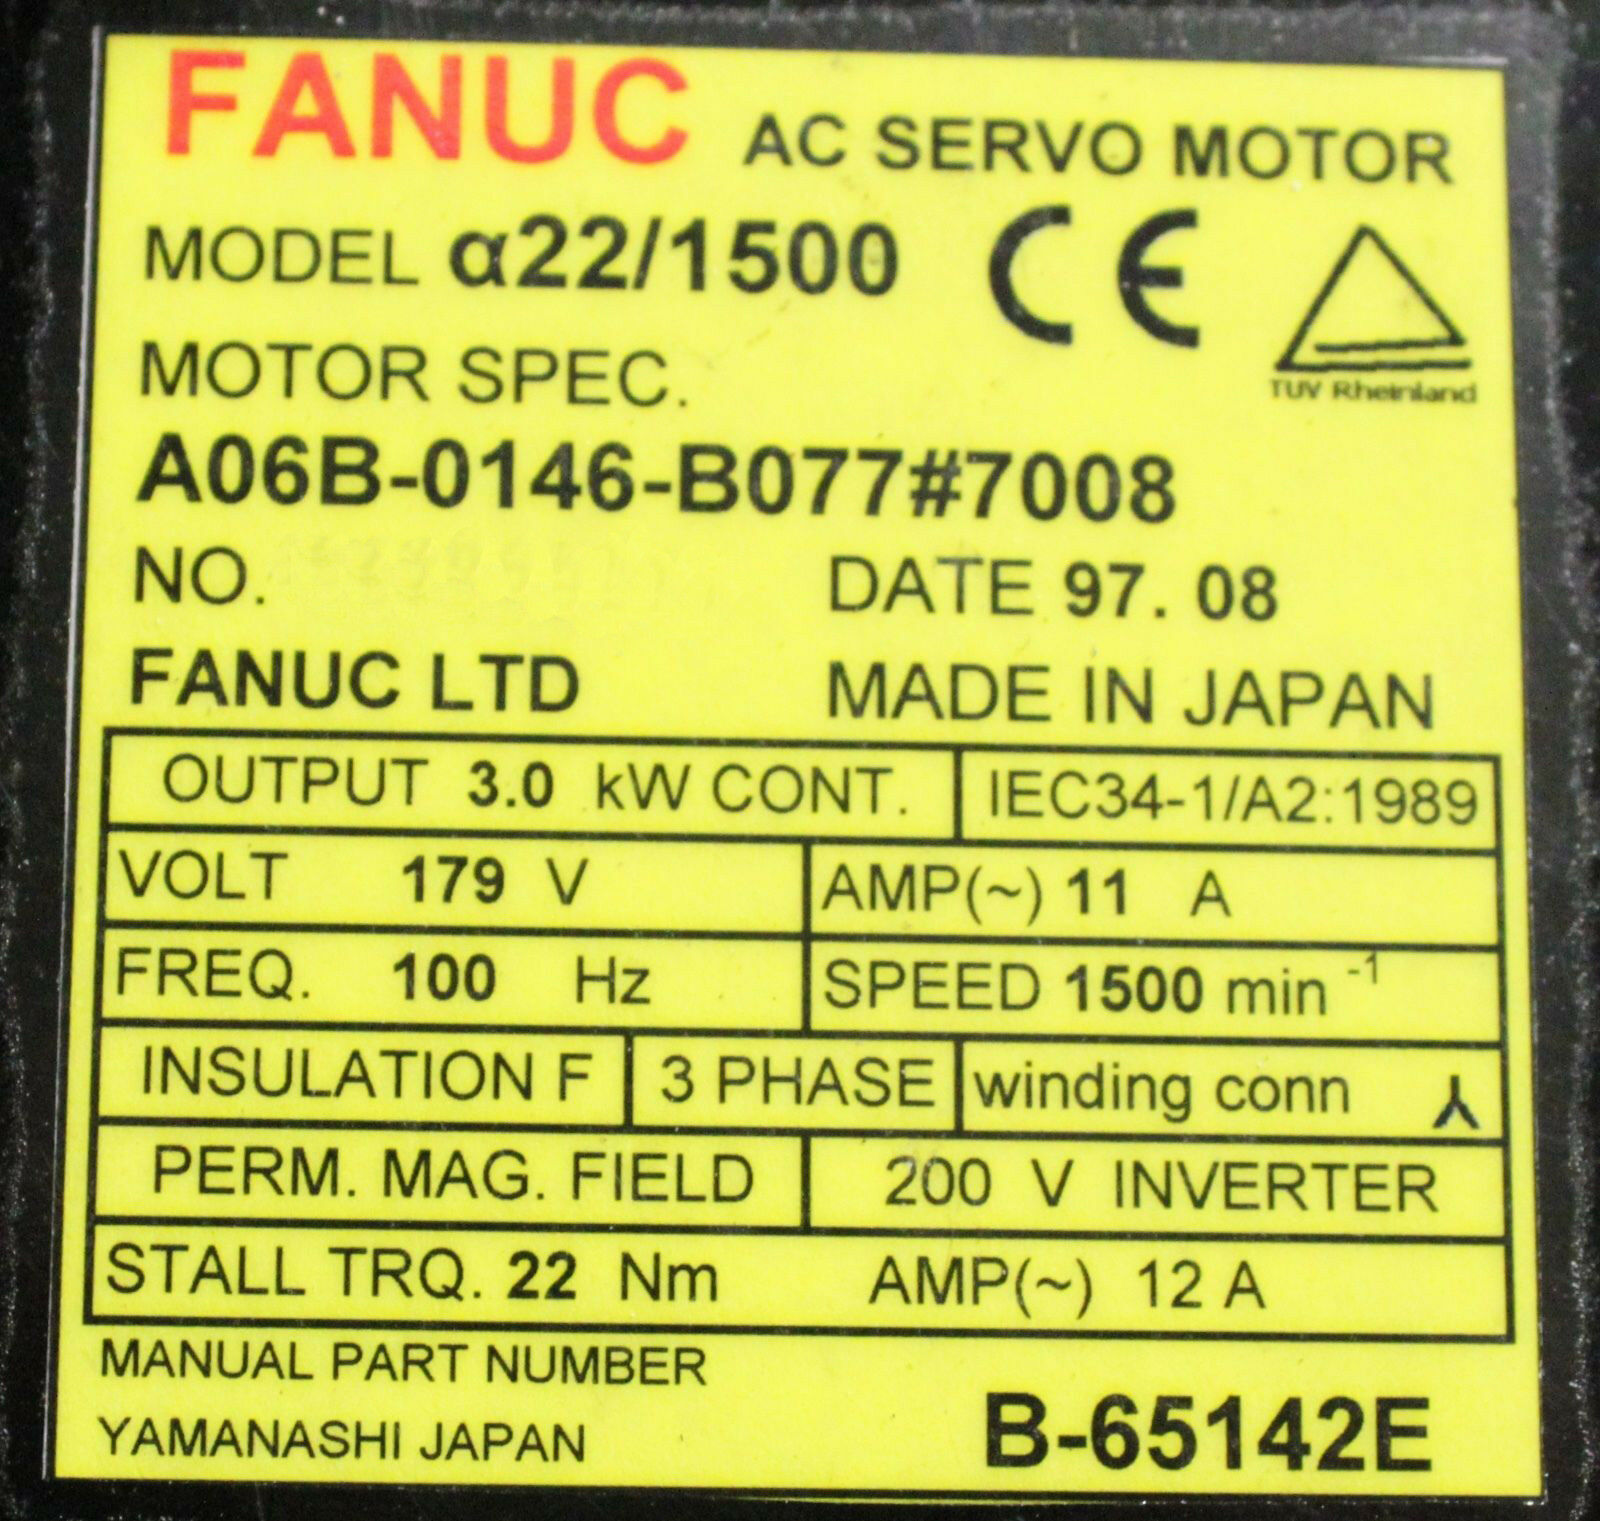 FANUC AC SERVO MOTOR
MODEL α22/1500 CE
TUV Rheinland
MOTOR SPEC.
A06B-0146-B077#7008
NO. DATE 97. 08
FANUC LTD MADE IN JAPAN
OUTPUT 3.0 kW CONT. IEC34-1/A2:1989
VOLT 179 V AMP(~) 11 A
FREQ. 100 Hz SPEED 1500 min⁻¹
INSULATION F 3 PHASE winding conn
PERM. MAG. FIELD 200 V INVERTER
STALL TRQ. 22 Nm AMP(~) 12 A
MANUAL PART NUMBER
YAMANASHI JAPAN B-65142E